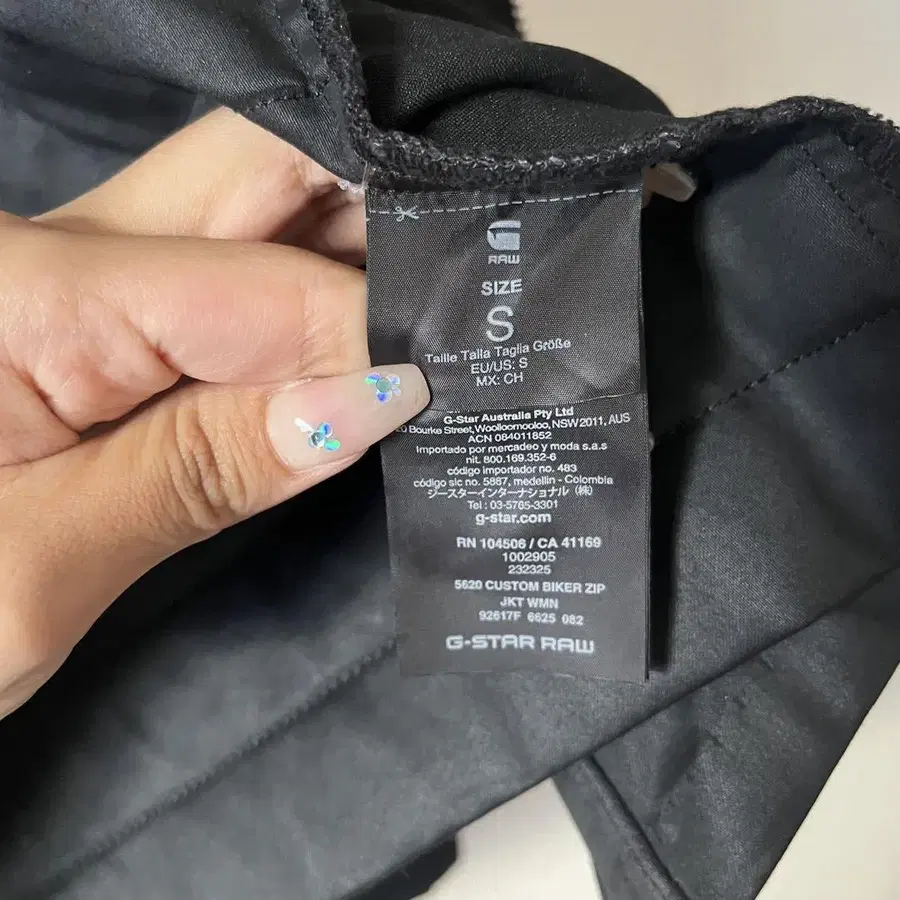 G
RAW
SIZE
S
Taille Talla Taglia Größe
EU/US: S
MX: CH
G-Star Australia Pty Ltd
Bourke Street, Woolloomooloo, NSW 2011, AUS
ACN 084011852
Importado por mercadeo y moda s.a.s
nit. 800.169.352-6
código importador no. 483
código sic no. 5887, medellin - Colombia
ジースターインターナショナル (株)
Tel : 03-5765-3301
g-star.com
RN 104506 / CA 41169
1002905
232325
5620 CUSTOM BIKER ZIP
JKT WMN
92617F 6625 082
G-STAR RAW